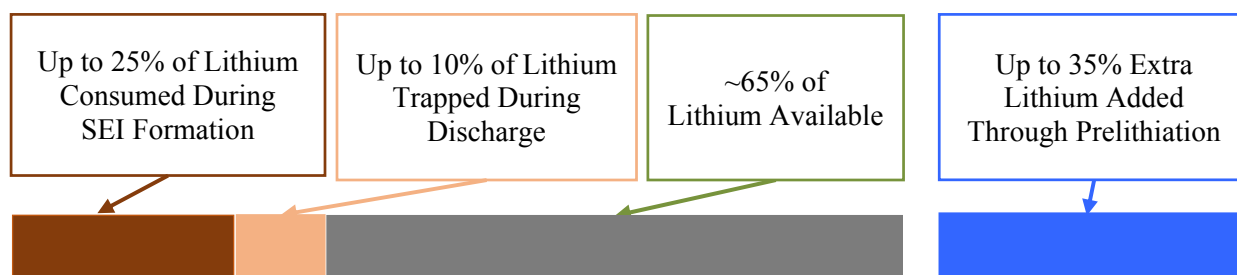 Up to 25% of Lithium
Consumed During
SEI Formation
Up to 10% of Lithium
Trapped During
Discharge
~65% of
Lithium Available
Up to 35% Extra
Lithium Added
Through Prelithiation